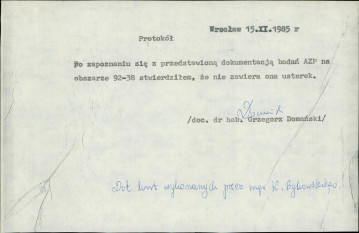 Wrocław 15.XI.1985 r
Protokół
Po zapoznaniu się z przedstawioną dokumentacją badań AZP na
obszarze 92-38 stwierdziłem, że nie zawiera ona usterek.
/doc. dr hab. Grzegorz Domański/
Dot. kart wykonanych przez mgr K. Bykowskiego